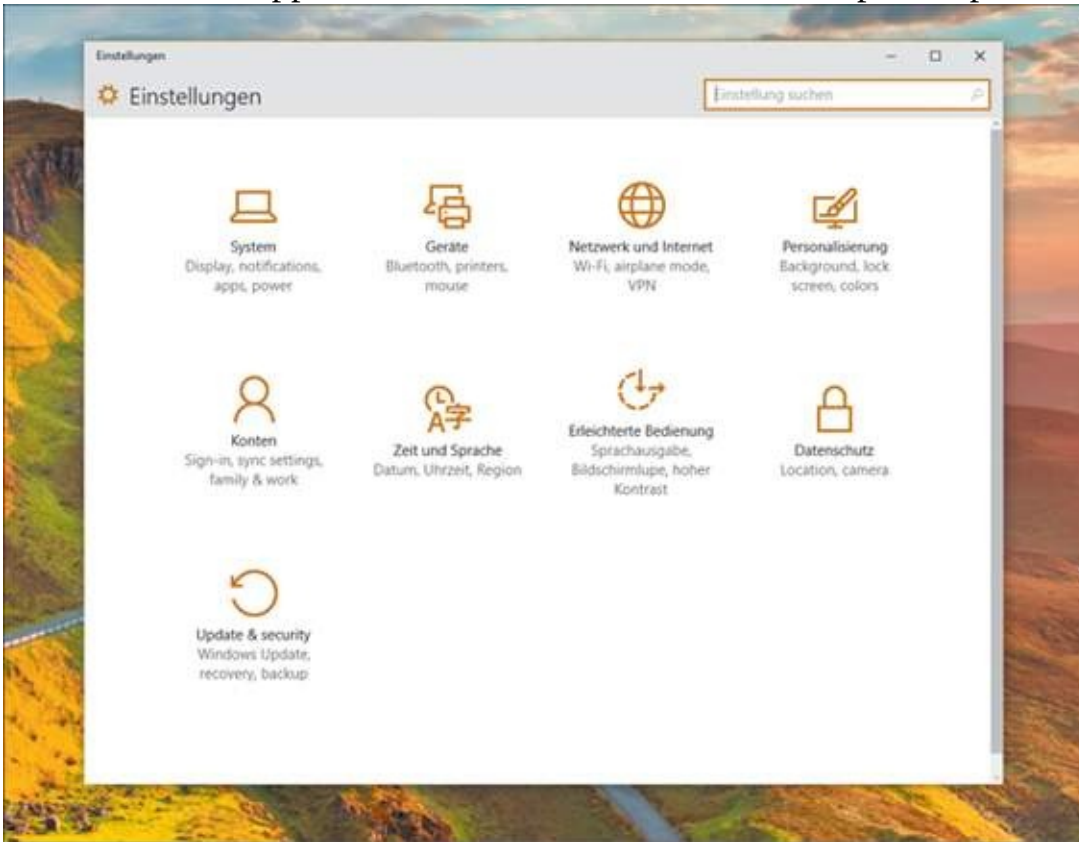 Einstellungen
Einstellungen
Einstellung suchen
System
Display, notifications,
apps, power
Geräte
Bluetooth, printers,
mouse
Netzwerk und Internet
Wi-Fi, airplane mode,
VPN
Personalisierung
Background, lock
screen, colors
Konten
Sign-in, sync settings,
family & work
Zeit und Sprache
Datum, Uhrzeit, Region
Erleichterte Bedienung
Sprachausgabe,
Bildschirmlupe, hoher
Kontrast
Datenschutz
Location, camera
Update & security
Windows Update,
recovery, backup